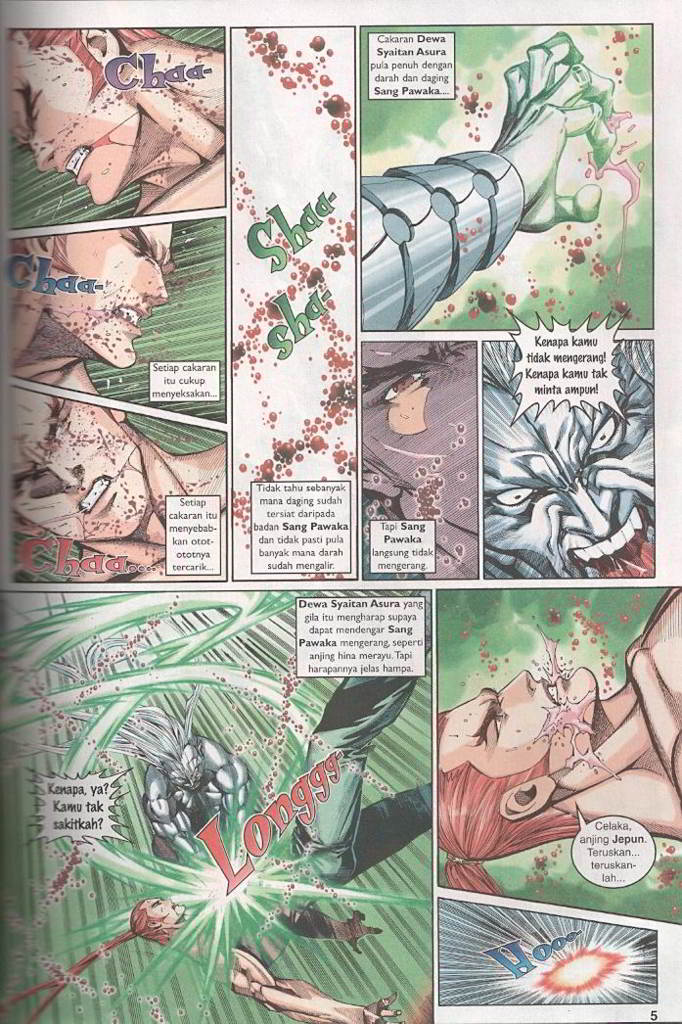 Chaa-
Chaa-
Setiap cakaran
itu cukup
menyeksakan...
Setiap
cakaran itu
menyebab-
kan otot-
ototnya
tercarik...
Chaa....
Shaa-
sha-
Tidak tahu sebanyak
mana daging sudah
tersiat daripada
badan Sang Pawaka
dan tidak pasti pula
banyak mana darah
sudah mengalir.
Cakaran Dewa
Syaitan Asura
pula penuh dengan
darah dan daging
Sang Pawaka....
Tapi Sang
Pawaka
langsung tidak
mengerang.
Kenapa kamu
tidak mengerang!
Kenapa kamu tak
minta ampun!
Dewa Syaitan Asura yang
gila itu mengharap supaya
dapat mendengar Sang
Pawaka mengerang, seperti
anjing hina merayu. Tapi
harapannya jelas hampa.
Kenapa, ya?
Kamu tak
sakitkah?
Longgg-
Celaka,
anjing Jepun.
Teruskan...
teruskan-
lah...
Hooo-
5